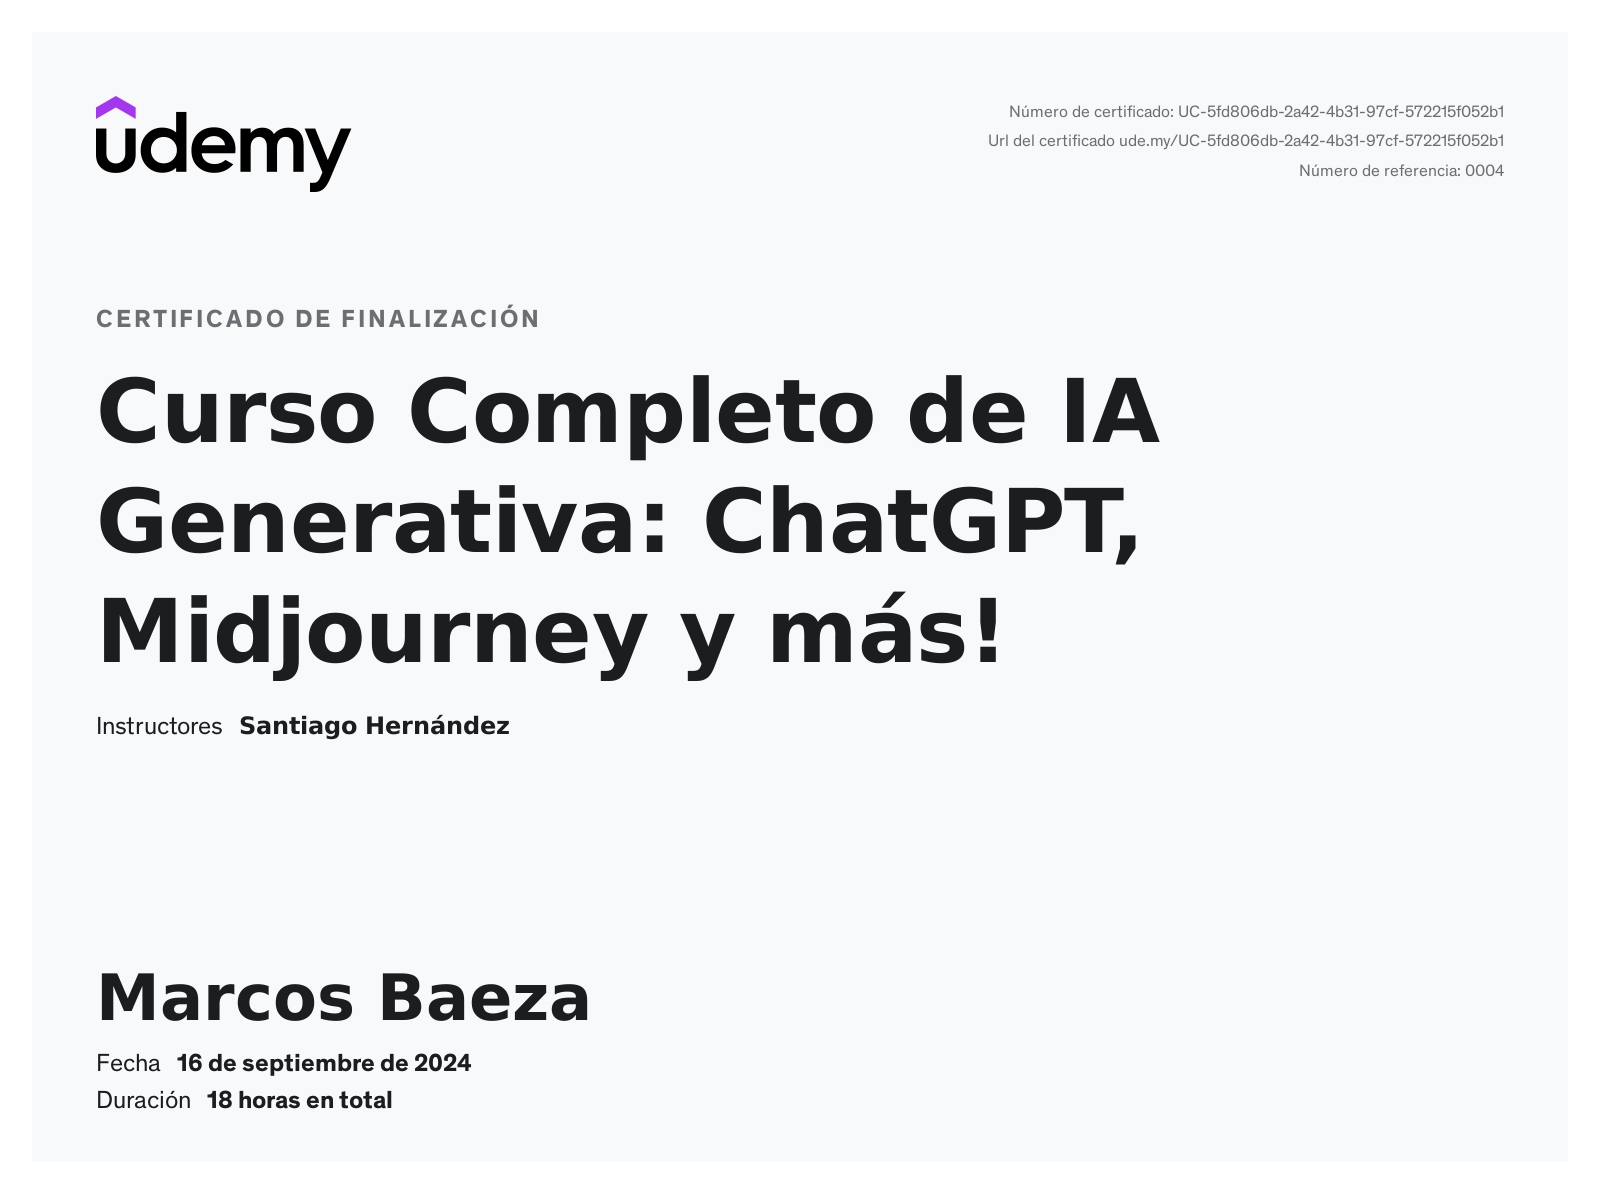 udemy
Número de certificado: UC-5fd806db-2a42-4b31-97cf-572215f052b1
Url del certificado ude.my/UC-5fd806db-2a42-4b31-97cf-572215f052b1
Número de referencia: 0004
CERTIFICADO DE FINALIZACIÓN
Curso Completo de IA
Generativa: ChatGPT,
Midjourney y más!
Instructores Santiago Hernández
Marcos Baeza
Fecha 16 de septiembre de 2024
Duración 18 horas en total